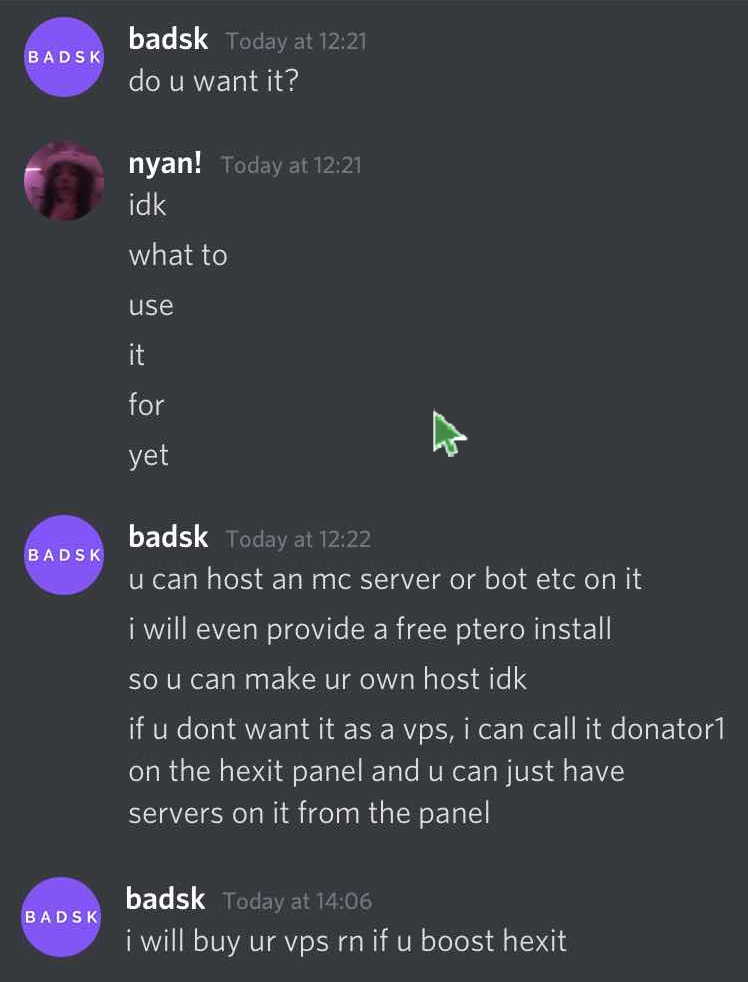 BADSK
badsk Today at 12:21
do u want it?
nyan! Today at 12:21
idk
what to
use
it
for
yet
BADSK
badsk Today at 12:22
u can host an mc server or bot etc on it
i will even provide a free ptero install
so u can make ur own host idk
if u dont want it as a vps, i can call it donator1
on the hexit panel and u can just have
servers on it from the panel
BADSK
badsk Today at 14:06
i will buy ur vps rn if u boost hexit